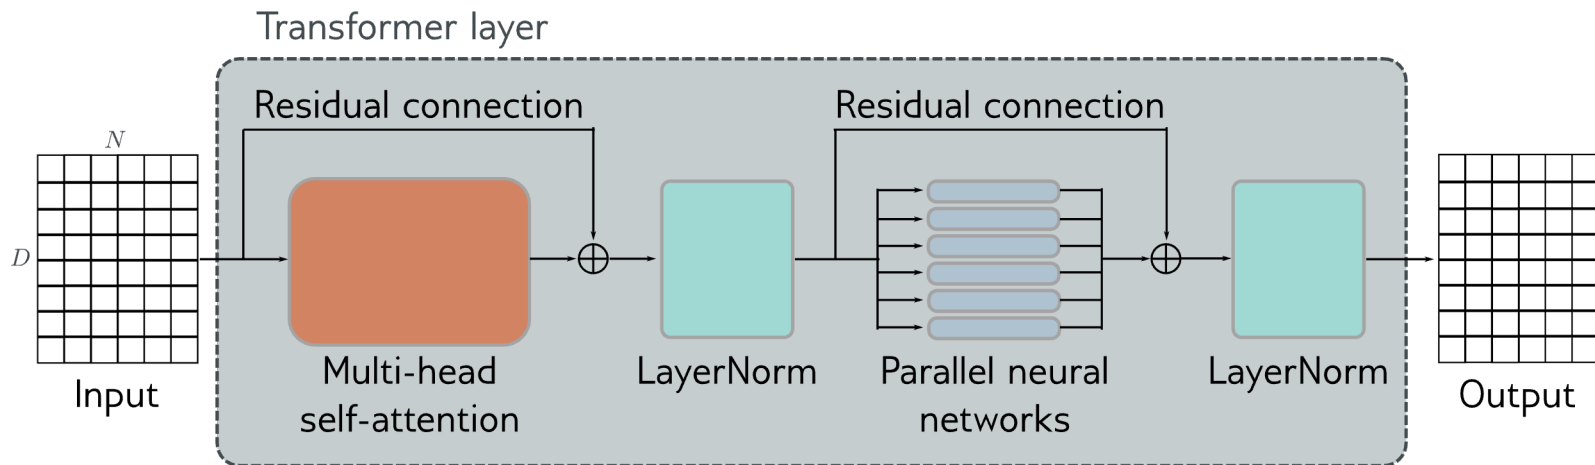 Transformer layer
Residual connection
Residual connection
N
D
Input
Multi-head
self-attention
LayerNorm
Parallel neural
networks
LayerNorm
Output